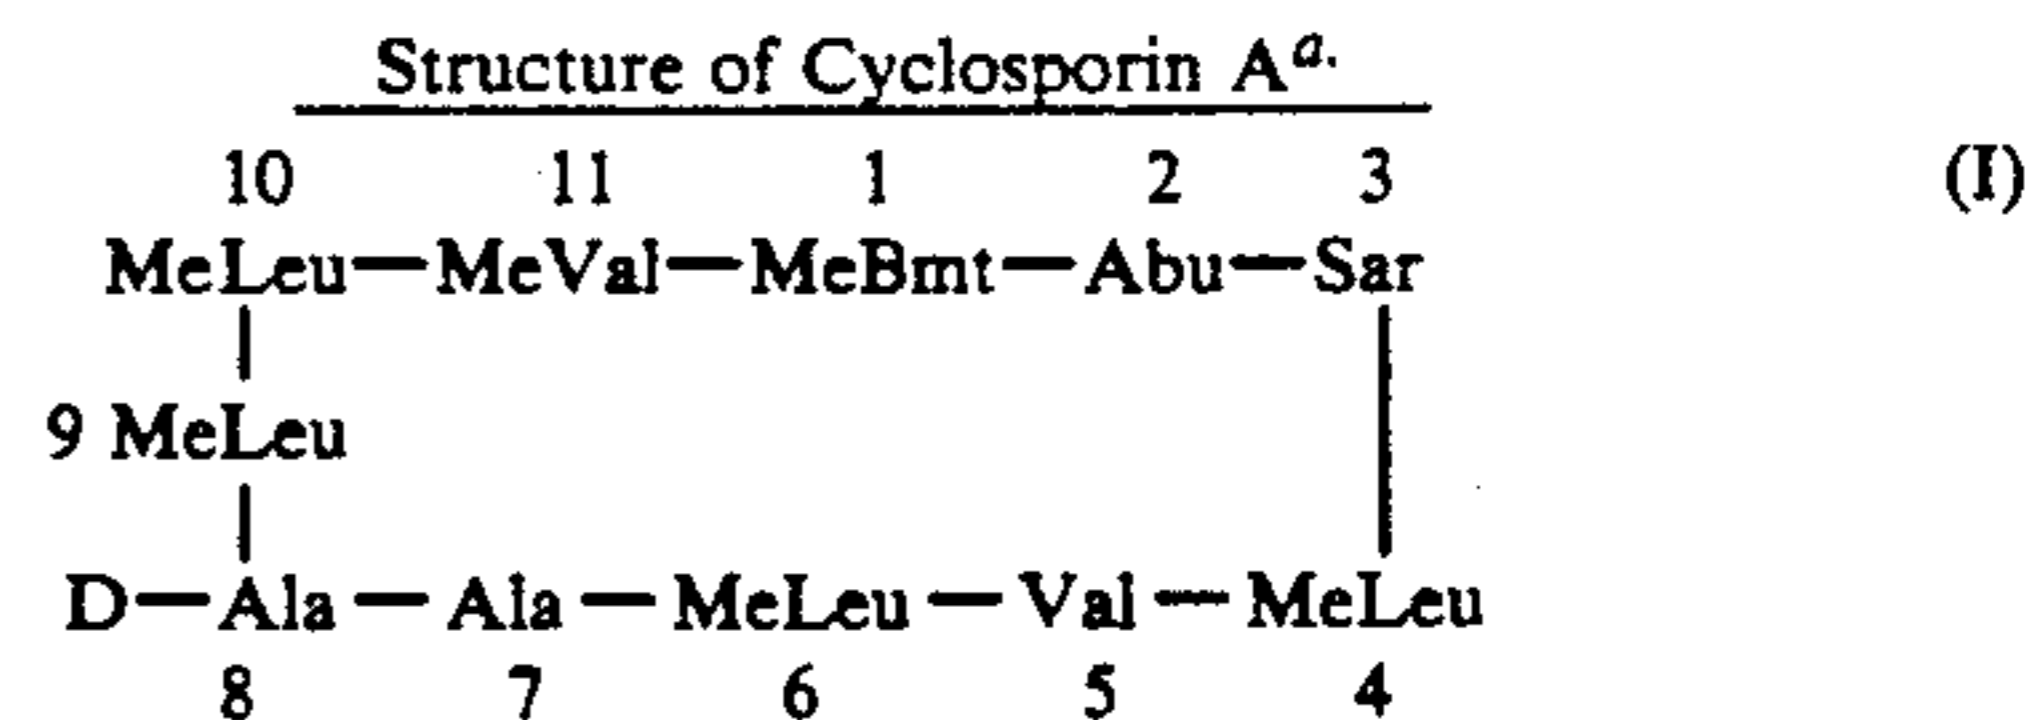 Structure of Cyclosporin A a.
10 11 1 2 3 (I)
MeLeu—MeVal—MeBmt—Abu—Sar
9 MeLeu
D—Ala—Ala—MeLeu—Val—MeLeu
8 7 6 5 4